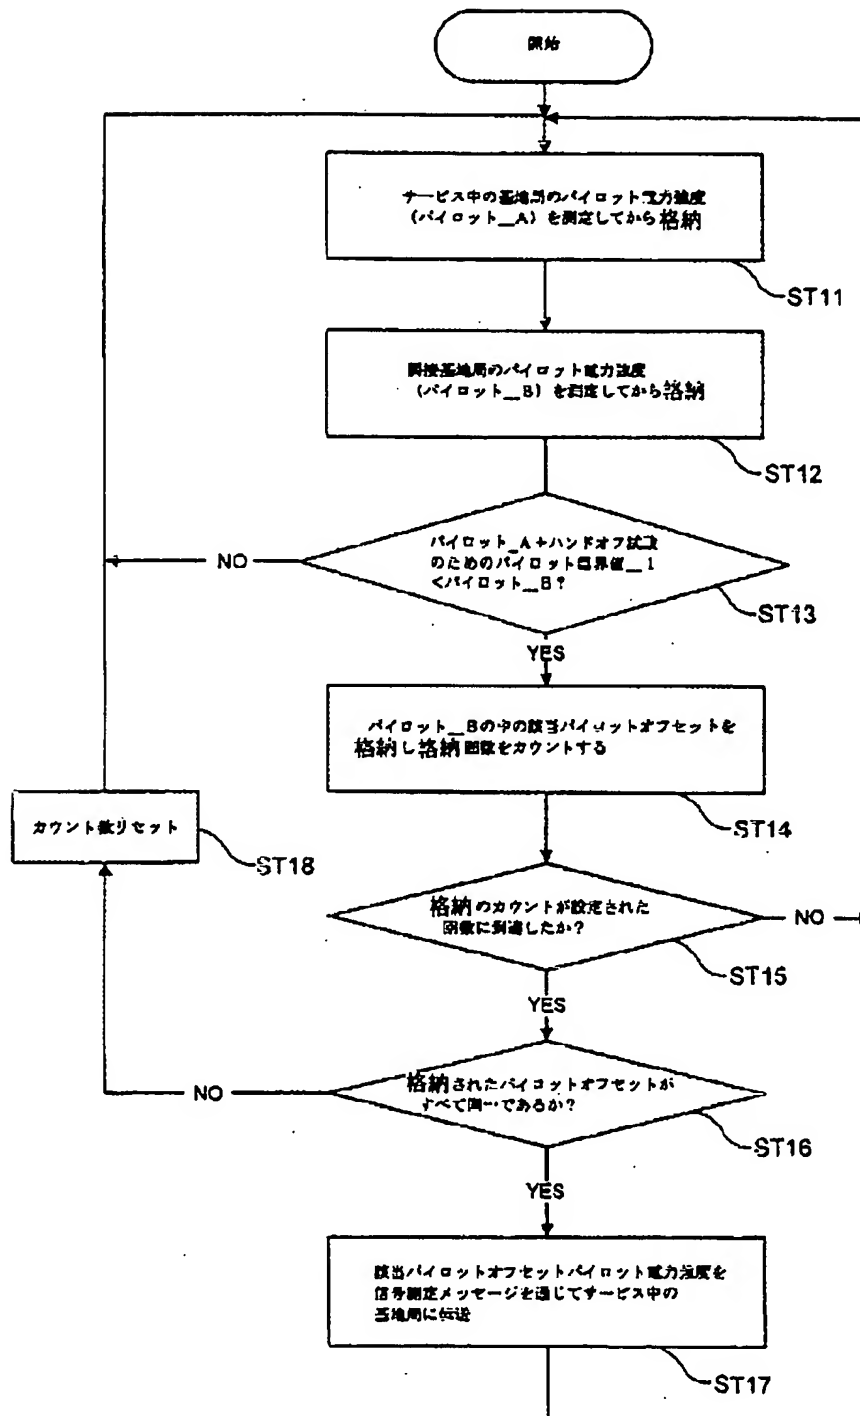 開始
サービス中の基地局のパイロット電力強度
(パイロット__A)を測定してから格納
ST11
隣接基地局のパイロット電力強度
(パイロット__B)を測定してから格納
ST12
パイロット_A+ハンドオフ試験
のためのパイロット臨界値__1
<パイロット__B?
NO
ST13
YES
パイロット__Bの中の該当パイロットオフセットを
格納し格納回数をカウントする
ST14
カウント数リセット
ST18
格納のカウントが設定された
回数に到達したか?
NO
ST15
YES
格納されたパイロットオフセットが
すべて同一であるか?
NO
ST16
YES
該当パイロットオフセットパイロット電力強度を
信号測定メッセージを通じてサービス中の
基地局に伝送
ST17